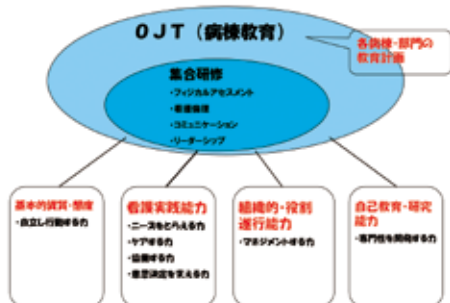 OJT（病棟教育）
各病棟・部門の
教育計画
集合研修
・フィジカルアセスメント
・看護倫理
・コミュニケーション
・リーダーシップ
基本的資質・態度
・自立し行動する力
看護実践能力
・ニーズをとらえる力
・ケアする力
・協働する力
・意思決定を支える力
組織的・役割
遂行能力
・マネジメントする力
自己教育・研究
能力
・専門性を開発する力